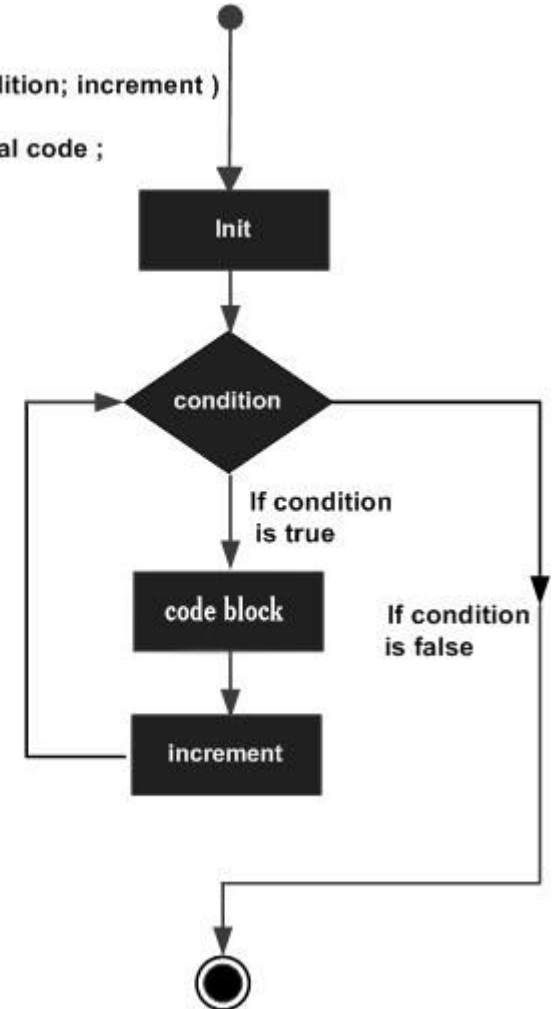 dition; increment )
al code ;
Init
condition
If condition
is true
code block
If condition
is false
increment